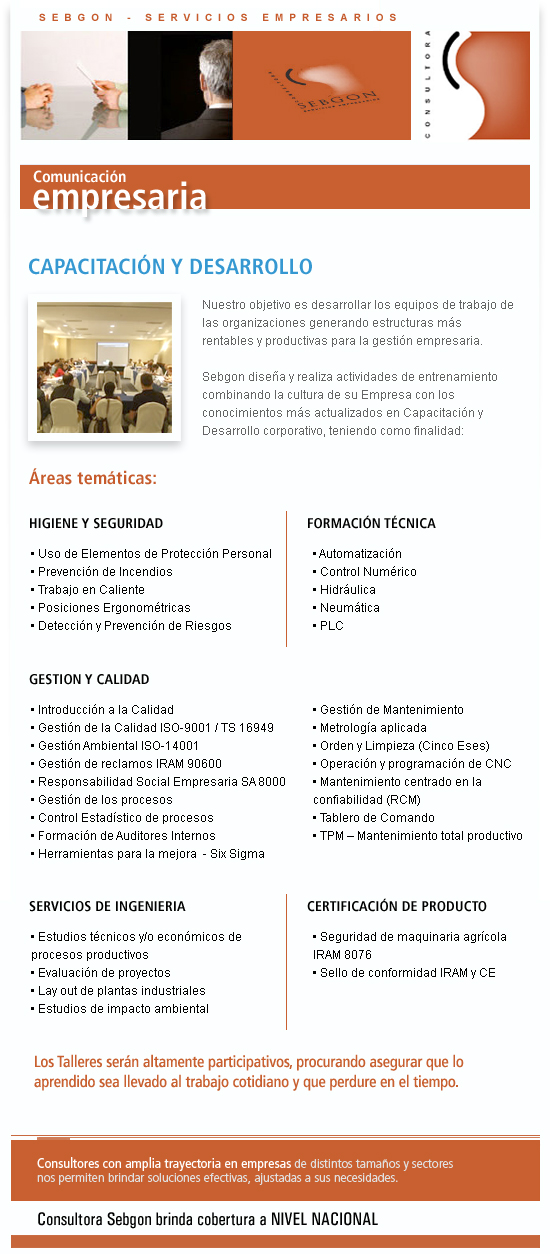 SEBGON - SERVICIOS EMPRESARIOS
CONSULTORA
SEBGON
Comunicación
empresaria
CAPACITACIÓN Y DESARROLLO
Nuestro objetivo es desarrollar los equipos de trabajo de
las organizaciones generando estructuras más
rentables y productivas para la gestión empresaria.
Sebgon diseña y realiza actividades de entrenamiento
combinando la cultura de su Empresa con los
conocimientos más actualizados en Capacitación y
Desarrollo corporativo, teniendo como finalidad:
Áreas temáticas:
HIGIENE Y SEGURIDAD
▪ Uso de Elementos de Protección Personal
▪ Prevención de Incendios
▪ Trabajo en Caliente
▪ Posiciones Ergonométricas
▪ Detección y Prevención de Riesgos
FORMACIÓN TÉCNICA
▪ Automatización
▪ Control Numérico
▪ Hidráulica
▪ Neumática
▪ PLC
GESTION Y CALIDAD
▪ Introducción a la Calidad
▪ Gestión de la Calidad ISO-9001 / TS 16949
▪ Gestión Ambiental ISO-14001
▪ Gestión de reclamos IRAM 90600
▪ Responsabilidad Social Empresaria SA 8000
▪ Gestión de los procesos
▪ Control Estadístico de procesos
▪ Formación de Auditores Internos
▪ Herramientas para la mejora - Six Sigma
▪ Gestión de Mantenimiento
▪ Metrología aplicada
▪ Orden y Limpieza (Cinco Eses)
▪ Operación y programación de CNC
▪ Mantenimiento centrado en la
confiabilidad (RCM)
▪ Tablero de Comando
▪ TPM – Mantenimiento total productivo
SERVICIOS DE INGENIERIA
▪ Estudios técnicos y/o económicos de
procesos productivos
▪ Evaluación de proyectos
▪ Lay out de plantas industriales
▪ Estudios de impacto ambiental
CERTIFICACIÓN DE PRODUCTO
▪ Seguridad de maquinaria agrícola
IRAM 8076
▪ Sello de conformidad IRAM y CE
Los Talleres serán altamente participativos, procurando asegurar que lo
aprendido sea llevado al trabajo cotidiano y que perdure en el tiempo.
Consultores con amplia trayectoria en empresas de distintos tamaños y sectores
nos permiten brindar soluciones efectivas, ajustadas a sus necesidades.
Consultora Sebgon brinda cobertura a NIVEL NACIONAL